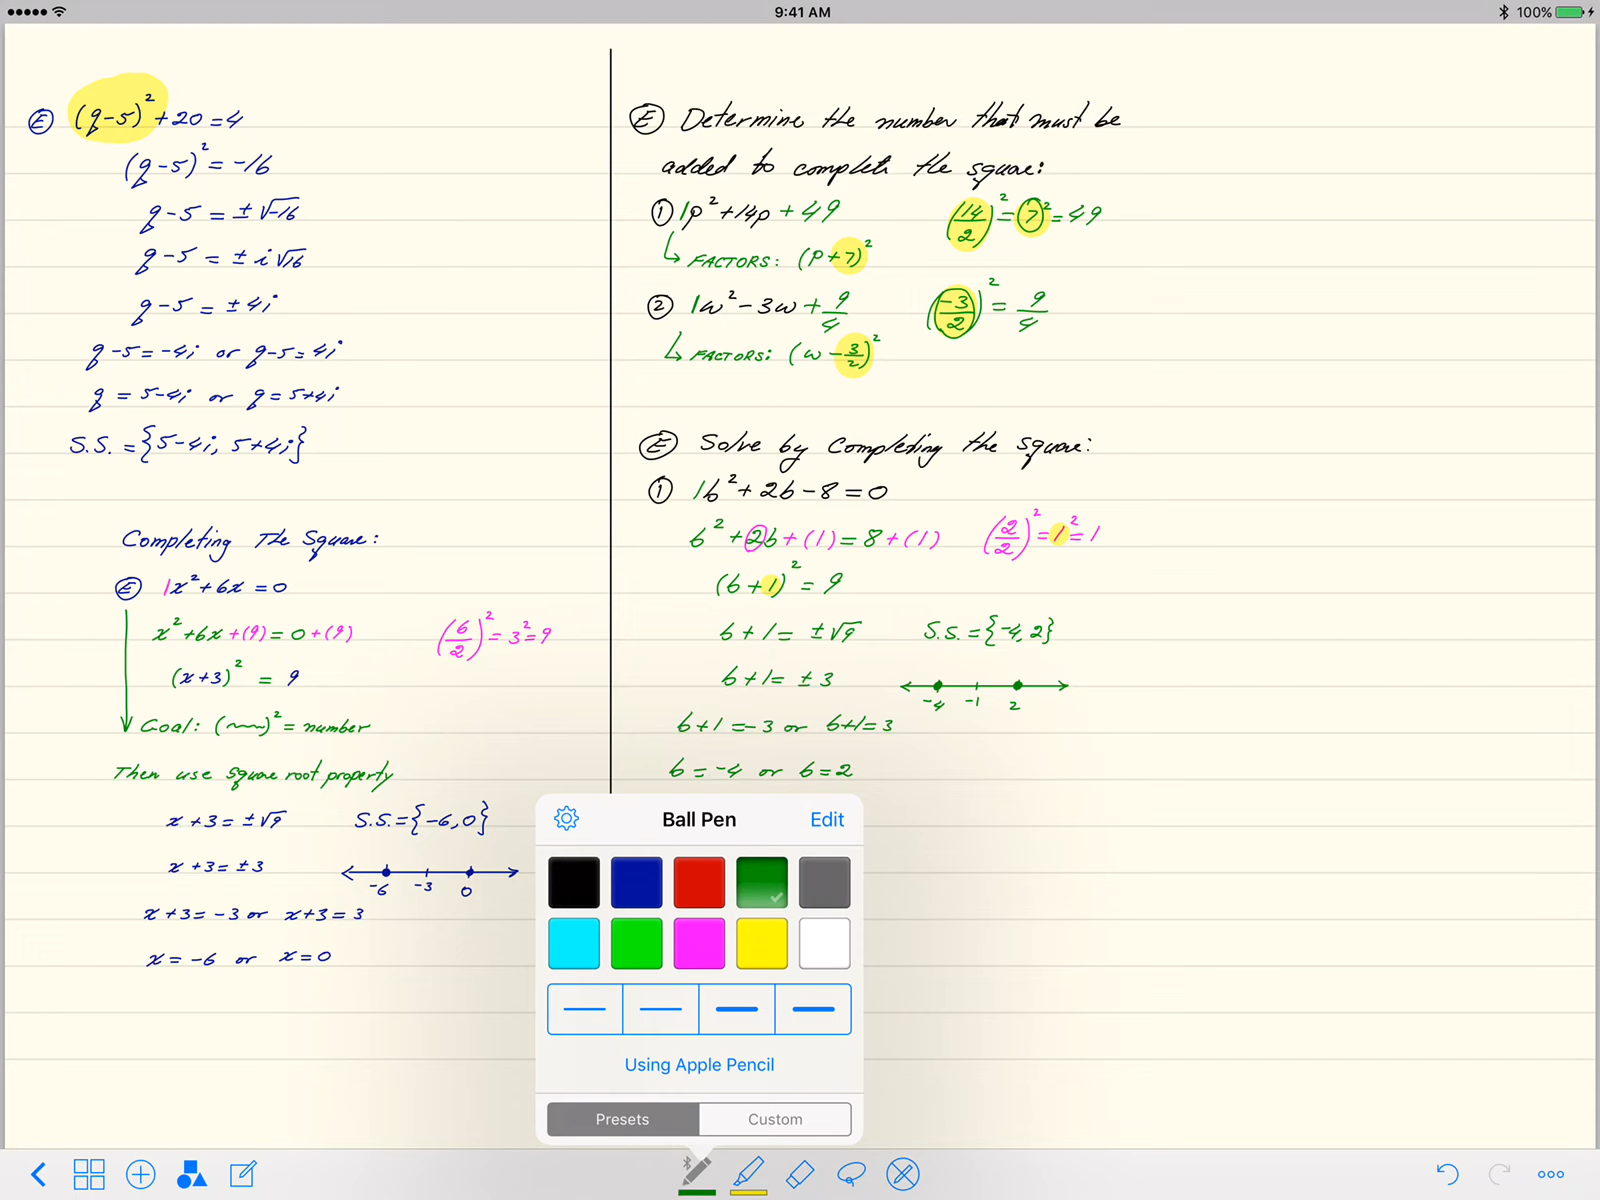 9:41 AM
100%
Ⓔ (q-5)² + 20 = 4
(q-5)² = -16
q-5 = ±√-16
q-5 = ± i√16
q-5 = ±4i
q-5 = -4i or q-5 = 4i
q = 5-4i or q = 5+4i
S.S. = {5-4i, 5+4i}
Completing The Square:
Ⓔ 1x² + 6x = 0
x² + 6x + (9) = 0 + (9) (6/2)² = 3² = 9
(x+3)² = 9
Goal: (~~~)² = number
Then use square root property
x+3 = ±√9 S.S. = {-6, 0}
x+3 = ±3
-6 -3 0
x+3 = -3 or x+3 = 3
x = -6 or x = 0
Ⓔ Determine the number that must be
added to complete the square:
① 1p² + 14p + 49 (14/2)² = (7)² = 49
↳ FACTORS: (p+7)²
② 1w² - 3w + 9/4 (-3/2)² = 9/4
↳ FACTORS: (w - 3/2)²
Ⓔ Solve by completing the square:
① 1b² + 2b - 8 = 0
b² + 2b + (1) = 8 + (1) (2/2)² = 1² = 1
(b+1)² = 9
b+1 = ±√9 S.S. = {-4, 2}
b+1 = ±3
-4 -1 2
b+1 = -3 or b+1 = 3
b = -4 or b = 2
Ball Pen
Edit
Using Apple Pencil
Presets
Custom